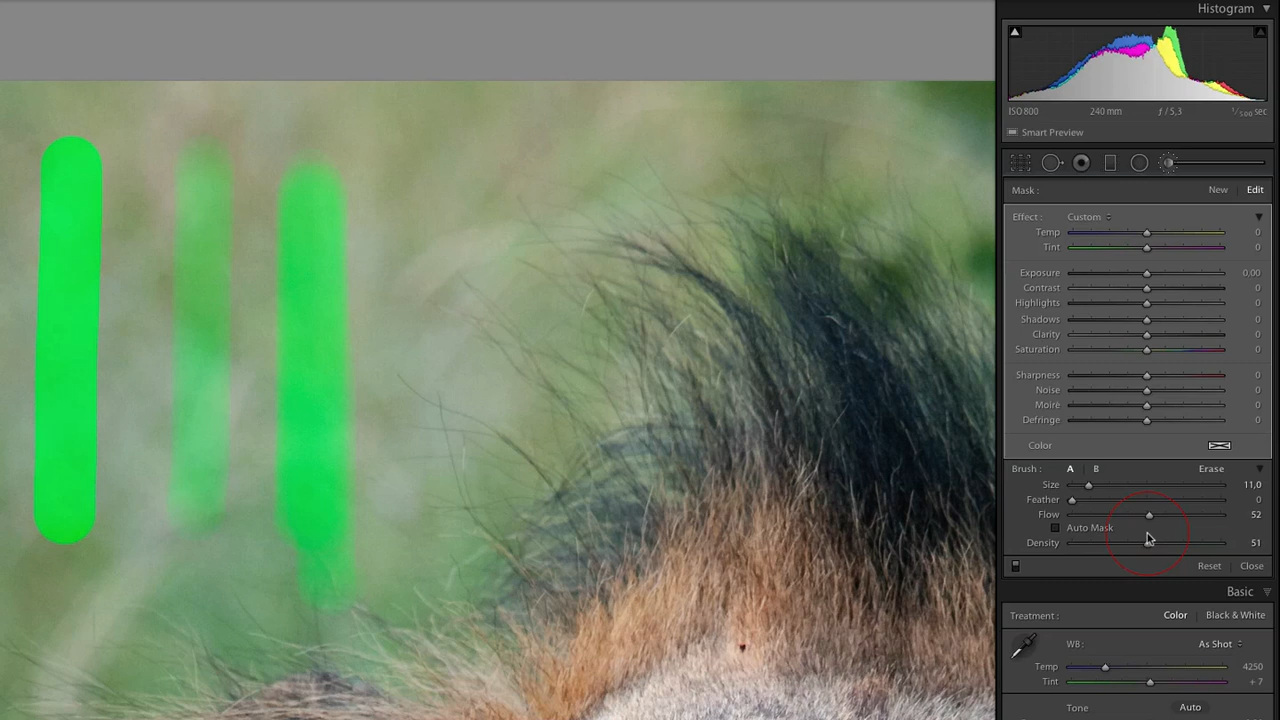 Histogram
ISO 800 240 mm ƒ / 5,3 1/500 sec
Smart Preview
Mask : New Edit
Effect : Custom
Temp 0
Tint 0
Exposure 0,00
Contrast 0
Highlights 0
Shadows 0
Clarity 0
Saturation 0
Sharpness 0
Noise 0
Moiré 0
Defringe 0
Color
Brush : A B Erase
Size 11,0
Feather 0
Flow 52
Auto Mask
Density 51
Reset Close
Basic
Treatment : Color Black & White
WB : As Shot
Temp 4250
Tint + 7
Tone Auto